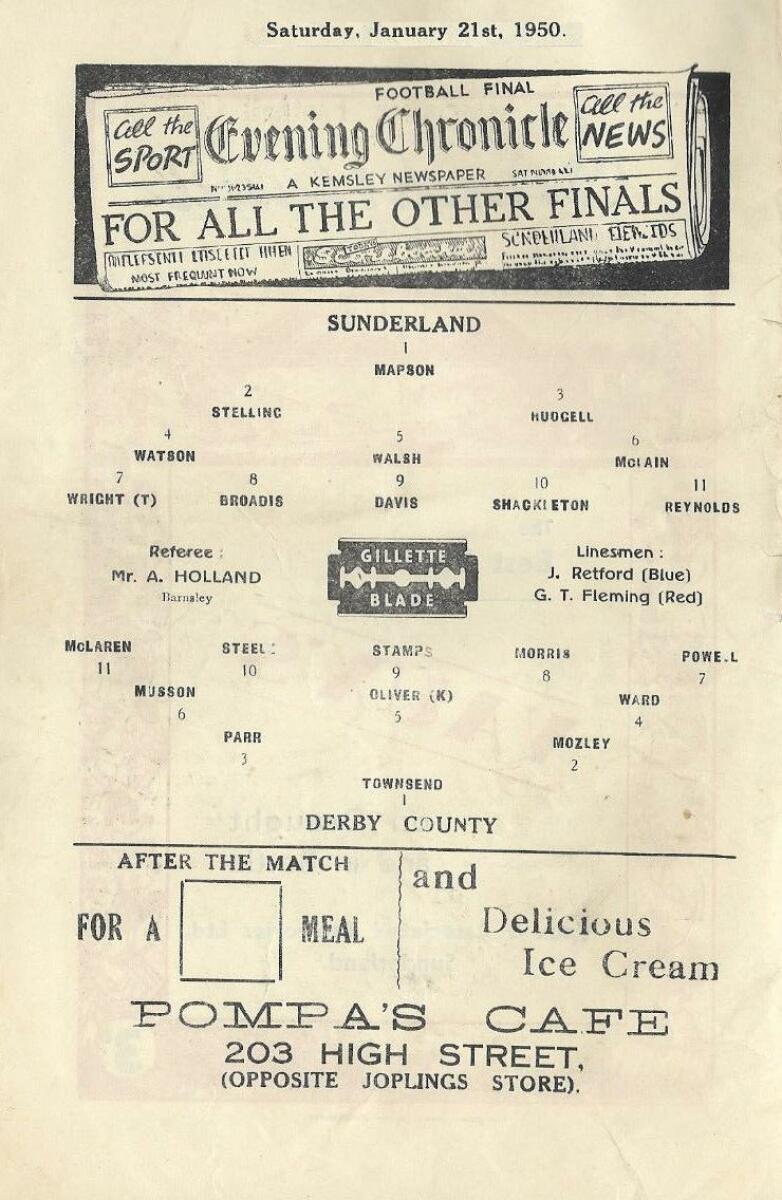 Saturday, January 21st, 1950.
FOOTBALL FINAL
All the SPORT
Evening Chronicle
All the NEWS
A KEMSLEY NEWSPAPER
FOR ALL THE OTHER FINALS
MOST FREQUENT NOW
SUNDERLAND
1
MAPSON
2 3
STELLING HUDGELL
4 5 6
WATSON WALSH McLAIN
7 8 9 10 11
WRIGHT (T) BROADIS DAVIS SHACKLETON REYNOLDS
Referee :
Mr. A. HOLLAND
Barnsley
GILLETTE
BLADE
Linesmen :
J. Retford (Blue)
G. T. Fleming (Red)
McLAREN STEELE STAMPS MORRIS POWELL
11 10 9 8 7
MUSSON OLIVER (K) WARD
6 5 4
PARR MOZLEY
3 2
TOWNSEND
1
DERBY COUNTY
AFTER THE MATCH
FOR A MEAL
and
Delicious
Ice Cream
POMPA'S CAFE
203 HIGH STREET,
(OPPOSITE JOPLINGS STORE).